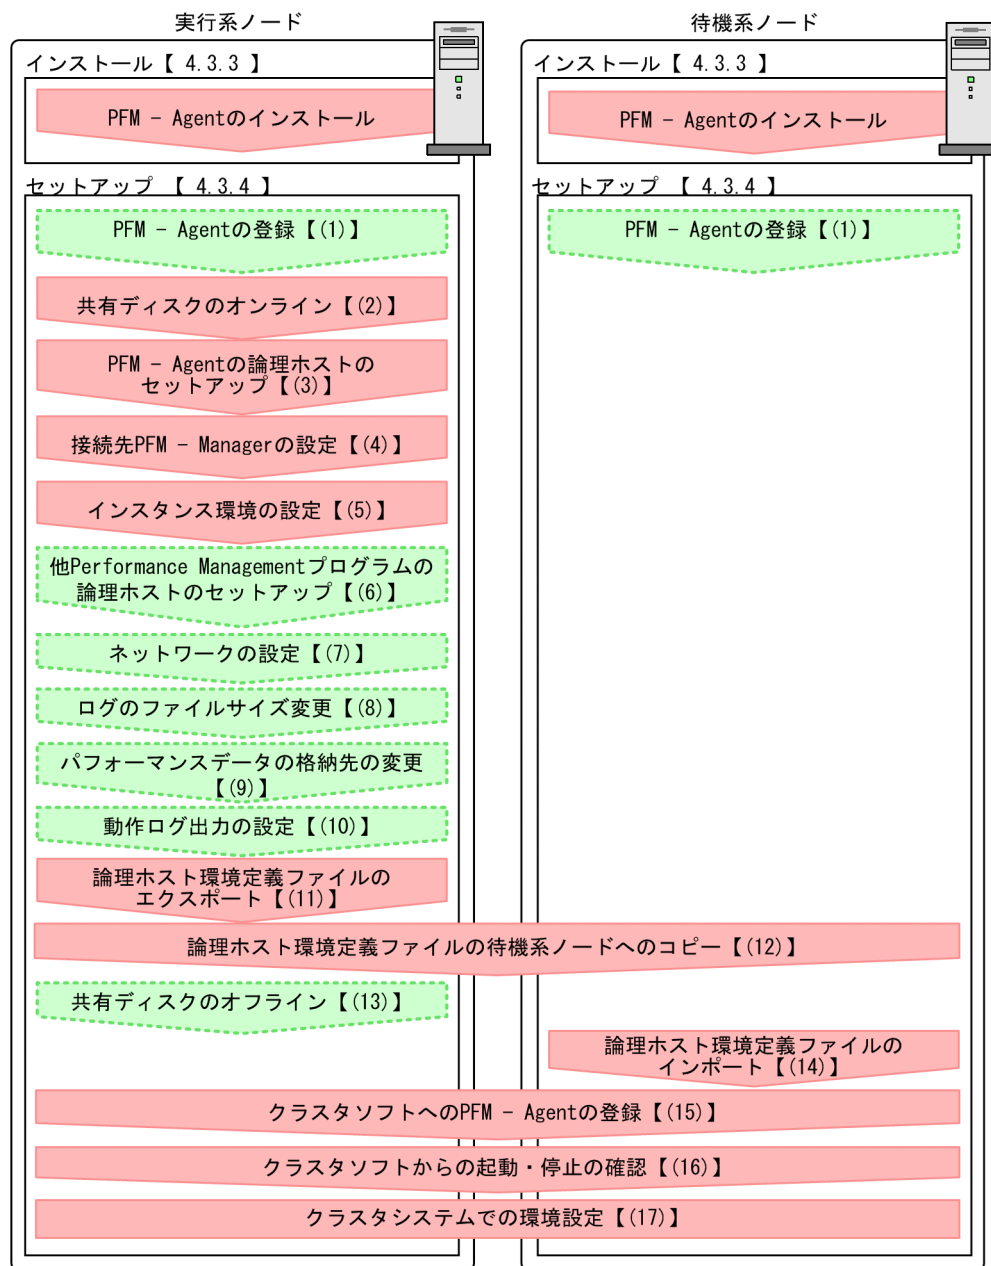 実行系ノード
待機系ノード
インストール【 4.3.3 】
インストール【 4.3.3 】
PFM - Agentのインストール
PFM - Agentのインストール
セットアップ 【 4.3.4 】
セットアップ 【 4.3.4 】
PFM - Agentの登録【(1)】
PFM - Agentの登録【(1)】
共有ディスクのオンライン【(2)】
PFM - Agentの論理ホストの
セットアップ【(3)】
接続先PFM - Managerの設定【(4)】
インスタンス環境の設定【(5)】
他Performance Managementプログラムの
論理ホストのセットアップ【(6)】
ネットワークの設定【(7)】
ログのファイルサイズ変更【(8)】
パフォーマンスデータの格納先の変更
【(9)】
動作ログ出力の設定【(10)】
論理ホスト環境定義ファイルの
エクスポート【(11)】
論理ホスト環境定義ファイルの待機系ノードへのコピー【(12)】
共有ディスクのオフライン【(13)】
論理ホスト環境定義ファイルの
インポート【(14)】
クラスタソフトへのPFM - Agentの登録【(15)】
クラスタソフトからの起動・停止の確認【(16)】
クラスタシステムでの環境設定【(17)】